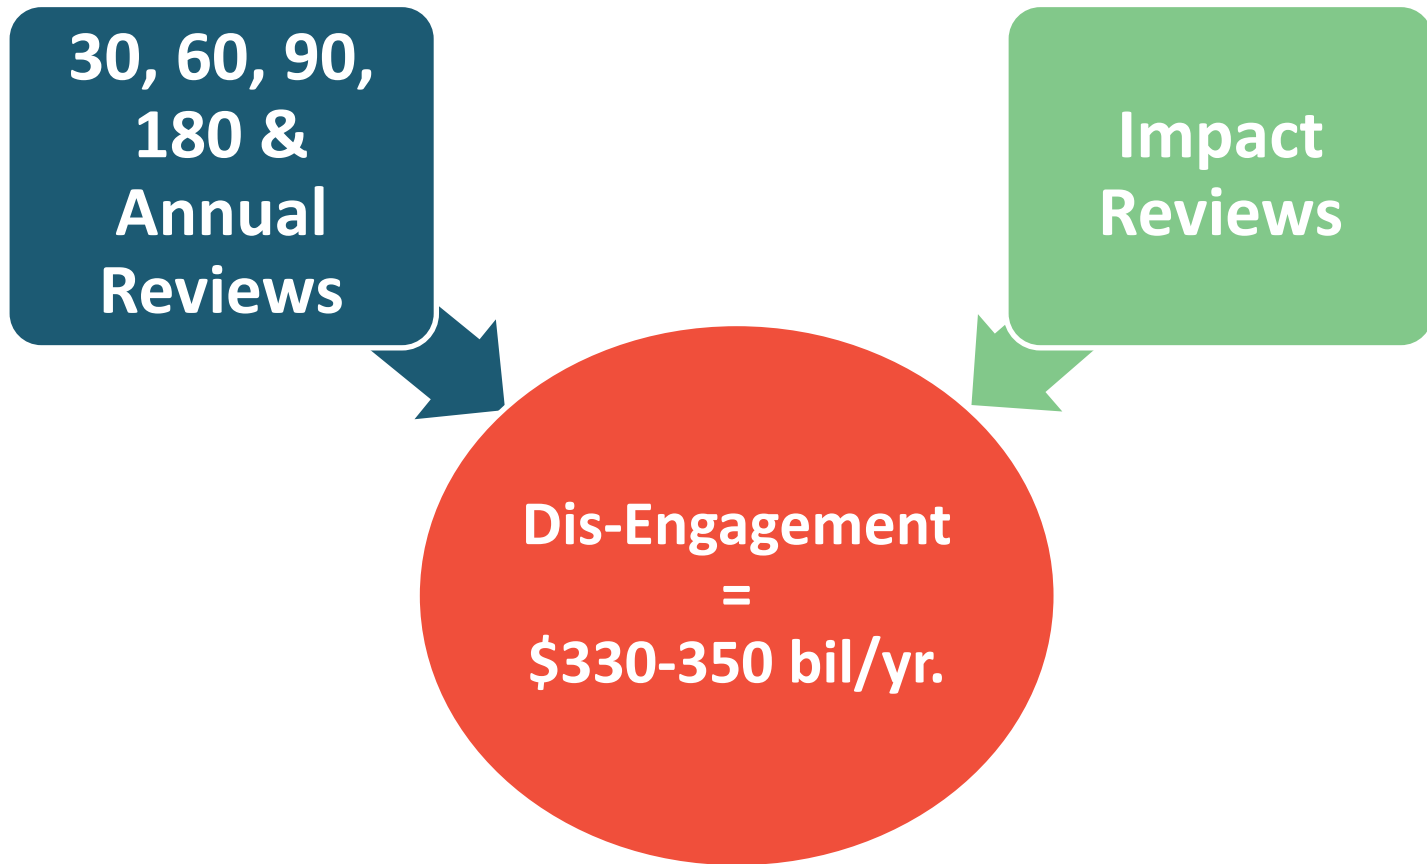 30, 60, 90,
180 &
Annual
Reviews
Impact
Reviews
Dis-Engagement
=
$330-350 bil/yr.